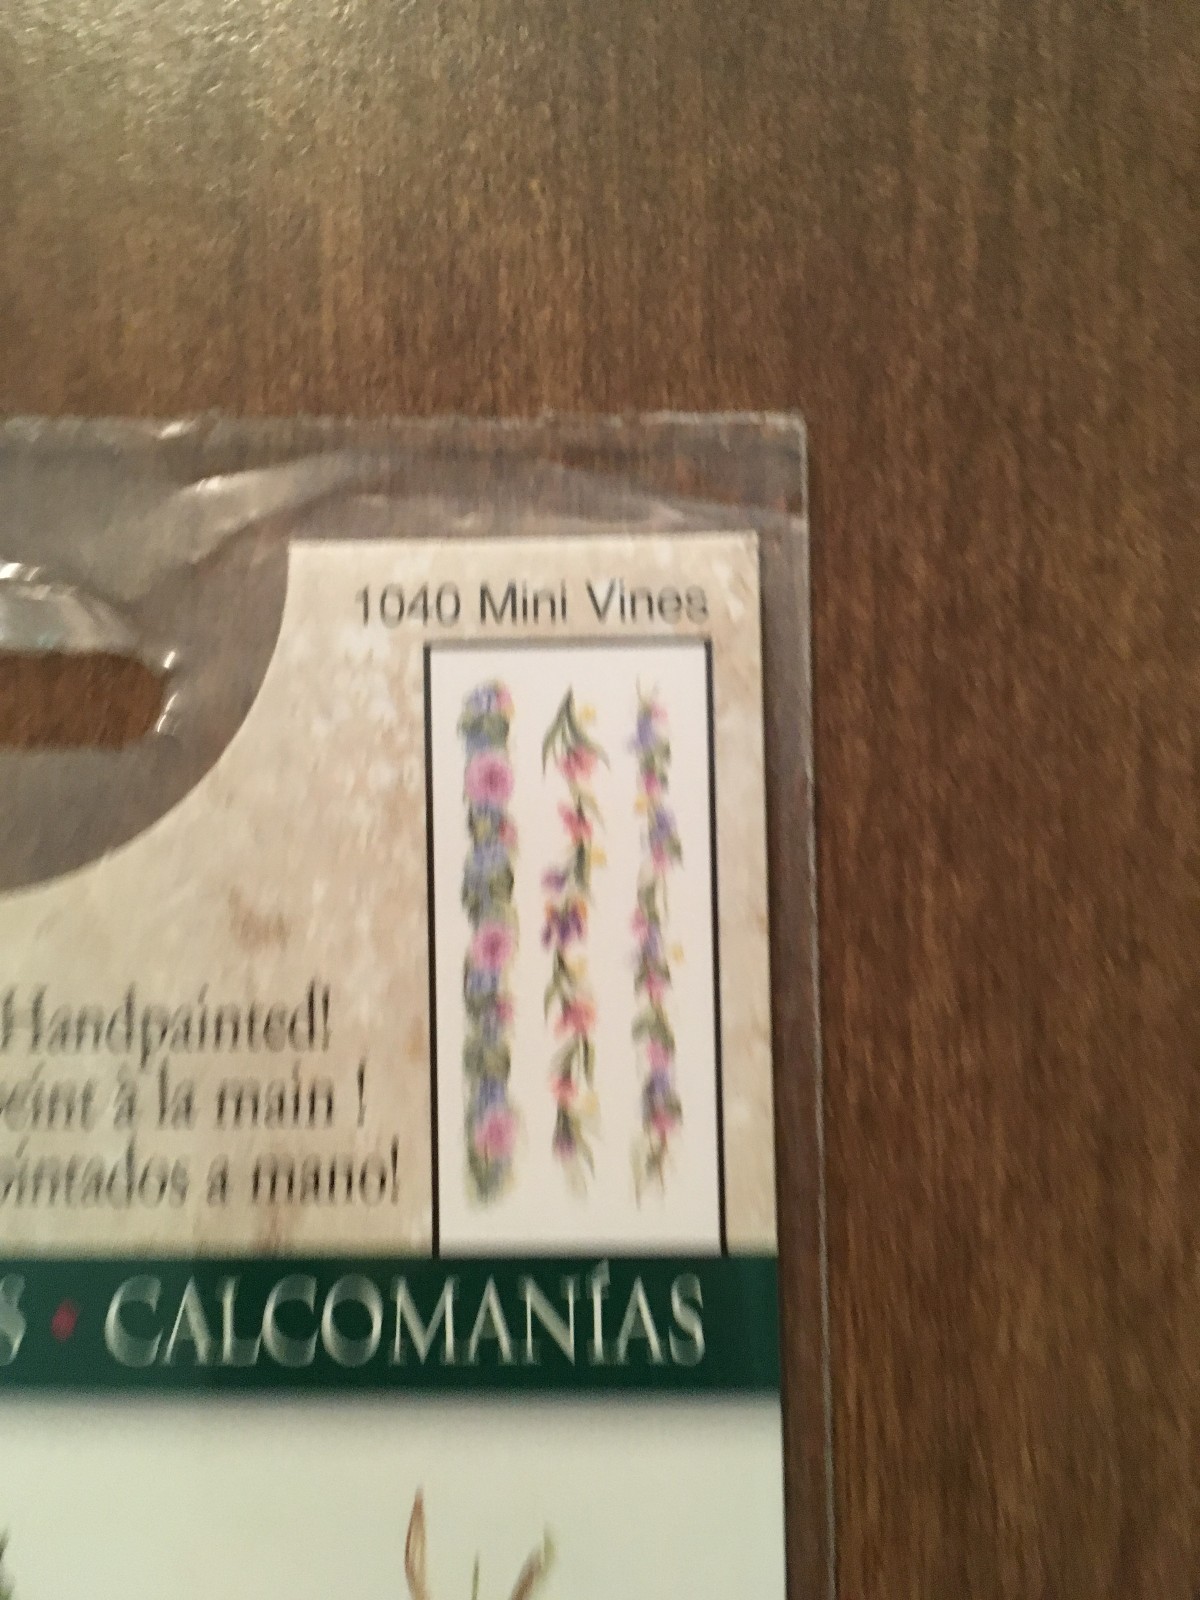 1040 Mini Vines
Handpainted!
à la main !
a mano!
• CALCOMANÍAS